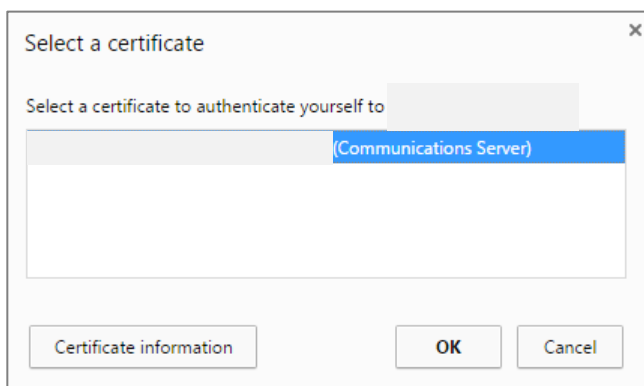 Select a certificate
Select a certificate to authenticate yourself to
(Communications Server)
Certificate information
OK
Cancel